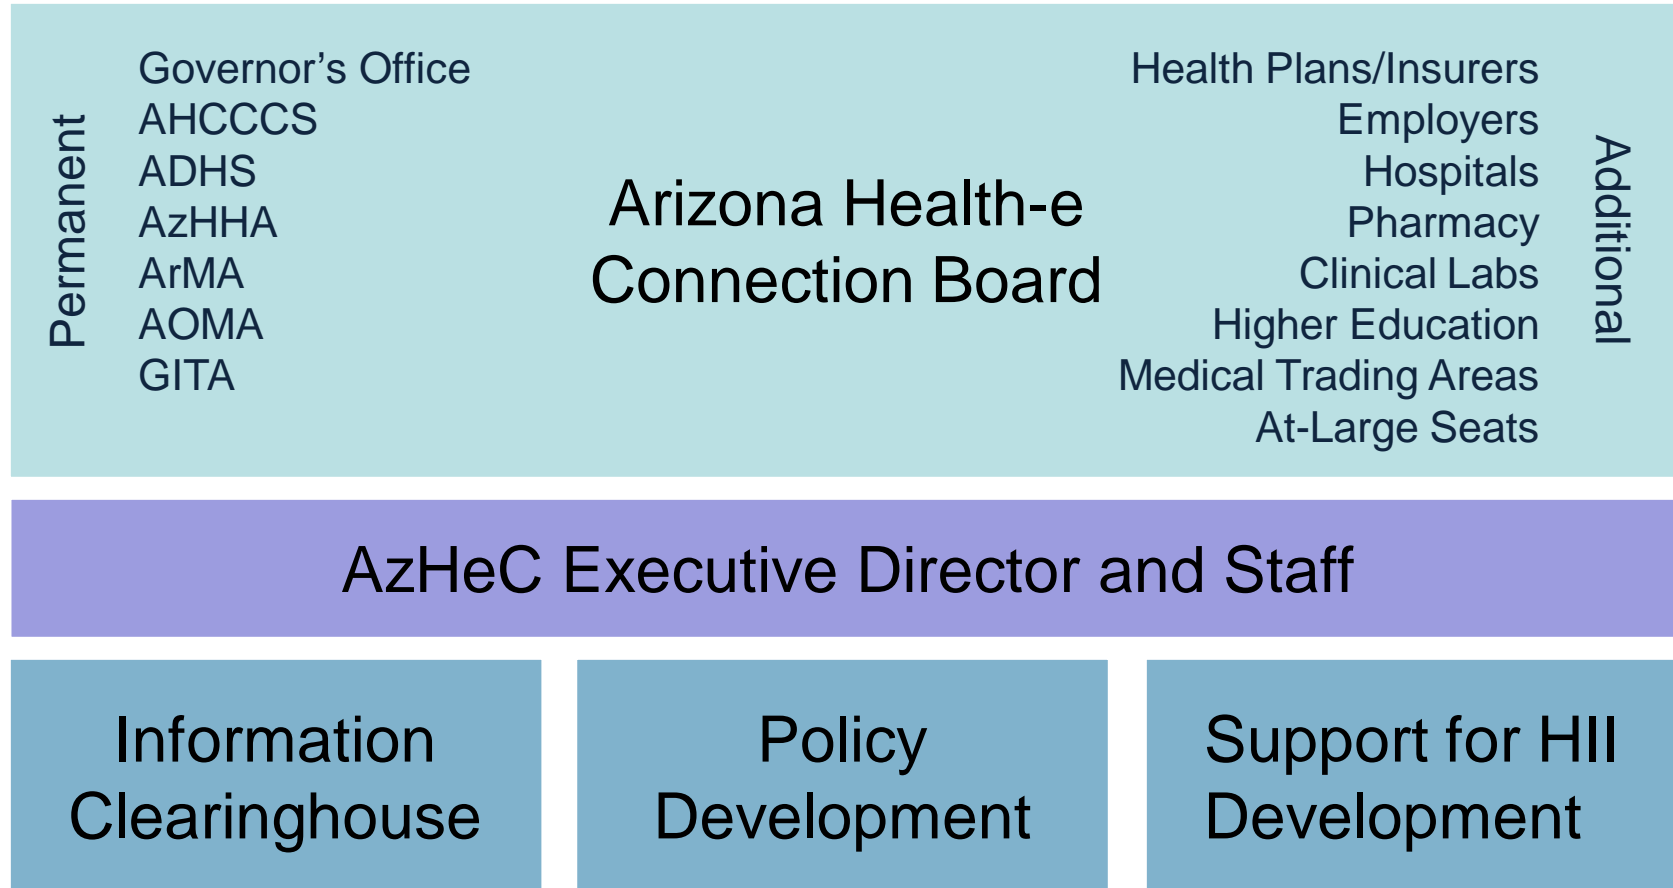 Permanent
Governor’s Office
AHCCCS
ADHS
AzHHA
ArMA
AOMA
GITA
Arizona Health-e
Connection Board
Health Plans/Insurers
Employers
Hospitals
Pharmacy
Clinical Labs
Higher Education
Medical Trading Areas
At-Large Seats
Additional
AzHeC Executive Director and Staff
Information
Clearinghouse
Policy
Development
Support for HII
Development